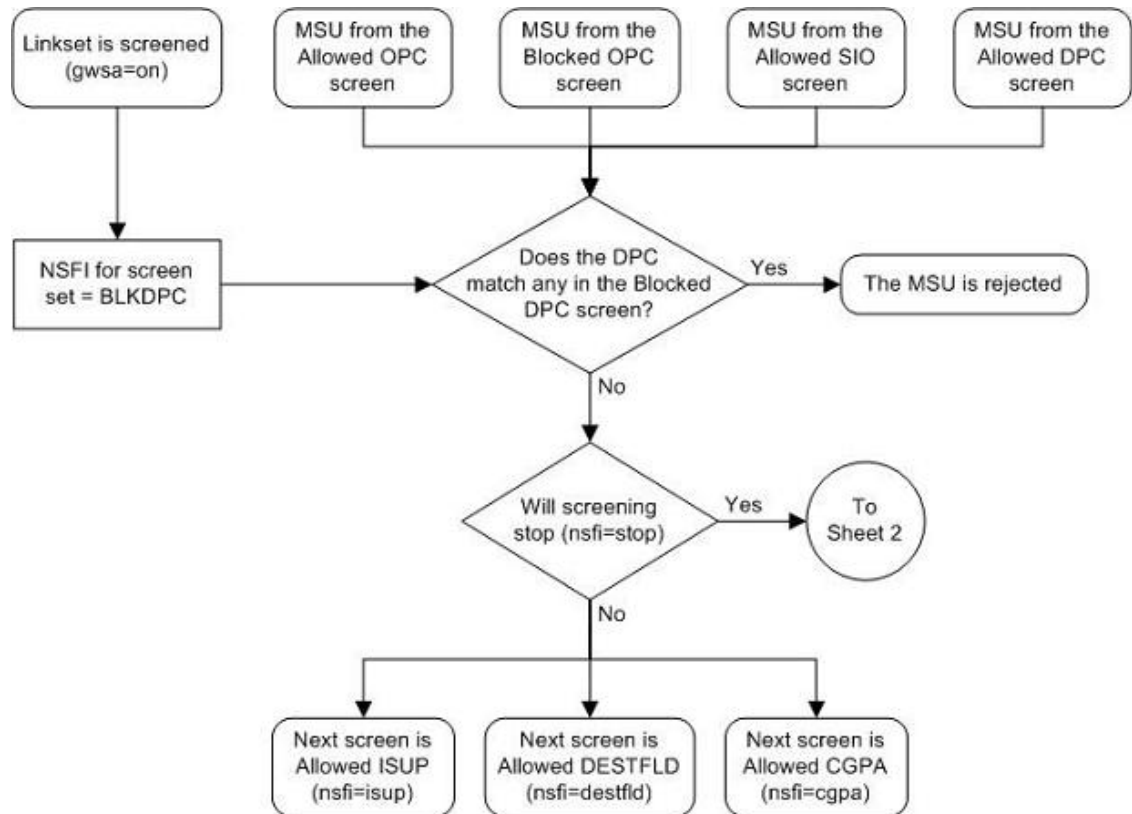 Linkset is screened
(gwsa=on)
MSU from the
Allowed OPC
screen
MSU from the
Blocked OPC
screen
MSU from the
Allowed SIO
screen
MSU from the
Allowed DPC
screen
NSFI for screen
set = BLKDPC
Does the DPC
match any in the Blocked
DPC screen?
Yes
The MSU is rejected
No
Will screening
stop (nsfi=stop)
Yes
To
Sheet 2
No
Next screen is
Allowed ISUP
(nsfi=isup)
Next screen is
Allowed DESTFLD
(nsfi=destfld)
Next screen is
Allowed CGPA
(nsfi=cgpa)